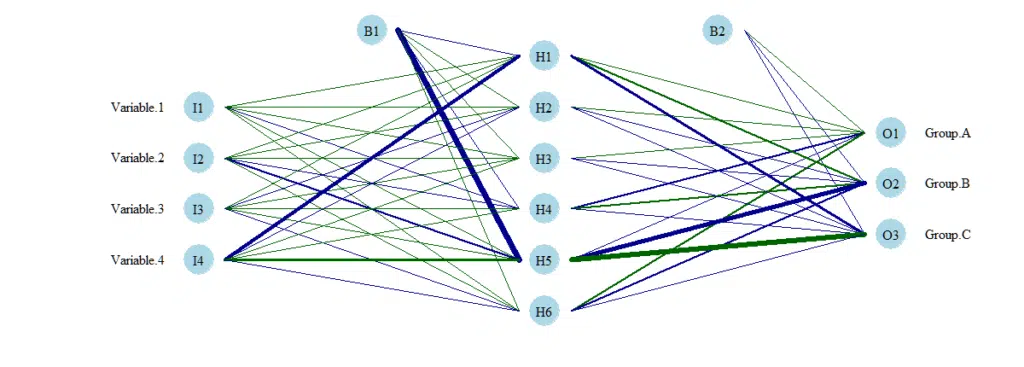 B1
B2
H1
Variable.1 I1
H2
O1 Group.A
Variable.2 I2
H3
O2 Group.B
Variable.3 I3
H4
O3 Group.C
Variable.4 I4
H5
H6